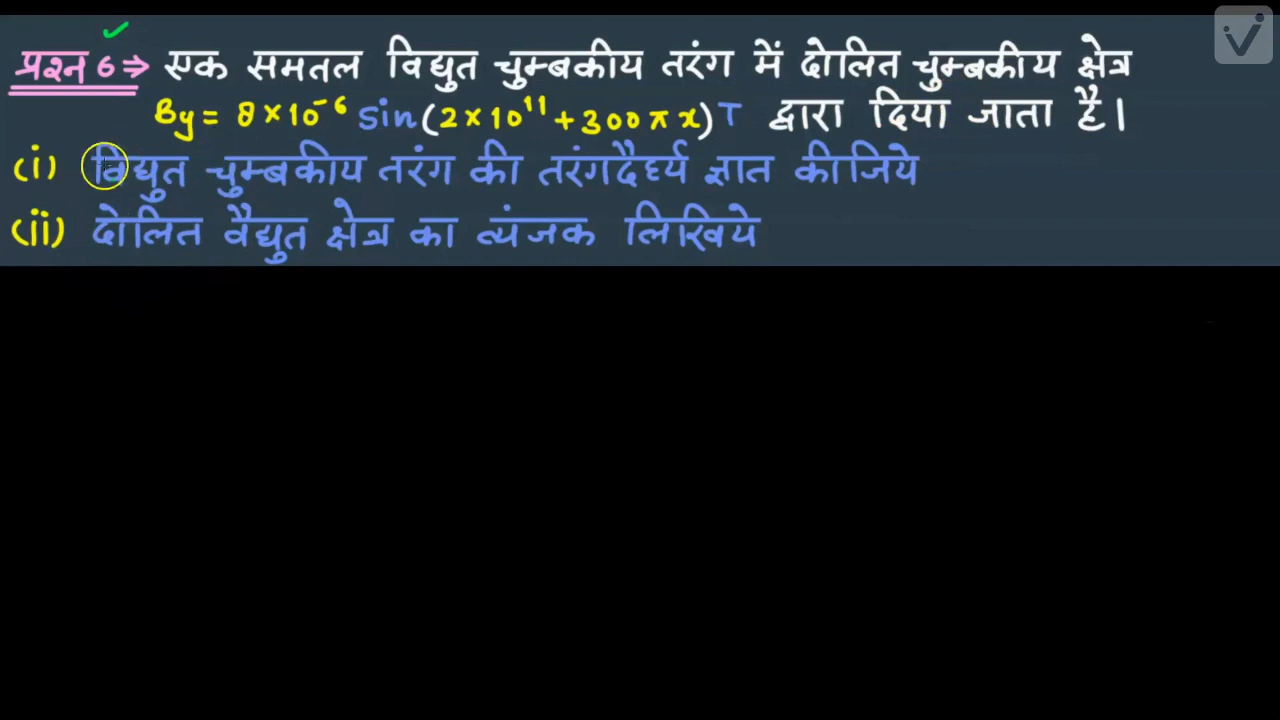 प्रश्न 6⇒ एक समतल विद्युत चुम्बकीय तरंग में दोलित चुम्बकीय क्षेत्र
By = 8×10⁻⁶ Sin(2×10¹¹+300πx)T द्वारा दिया जाता है।
(i) विद्युत चुम्बकीय तरंग की तरंगदैर्घ्य ज्ञात कीजिये
(ii) दोलित वैद्युत क्षेत्र का व्यंजक लिखिये